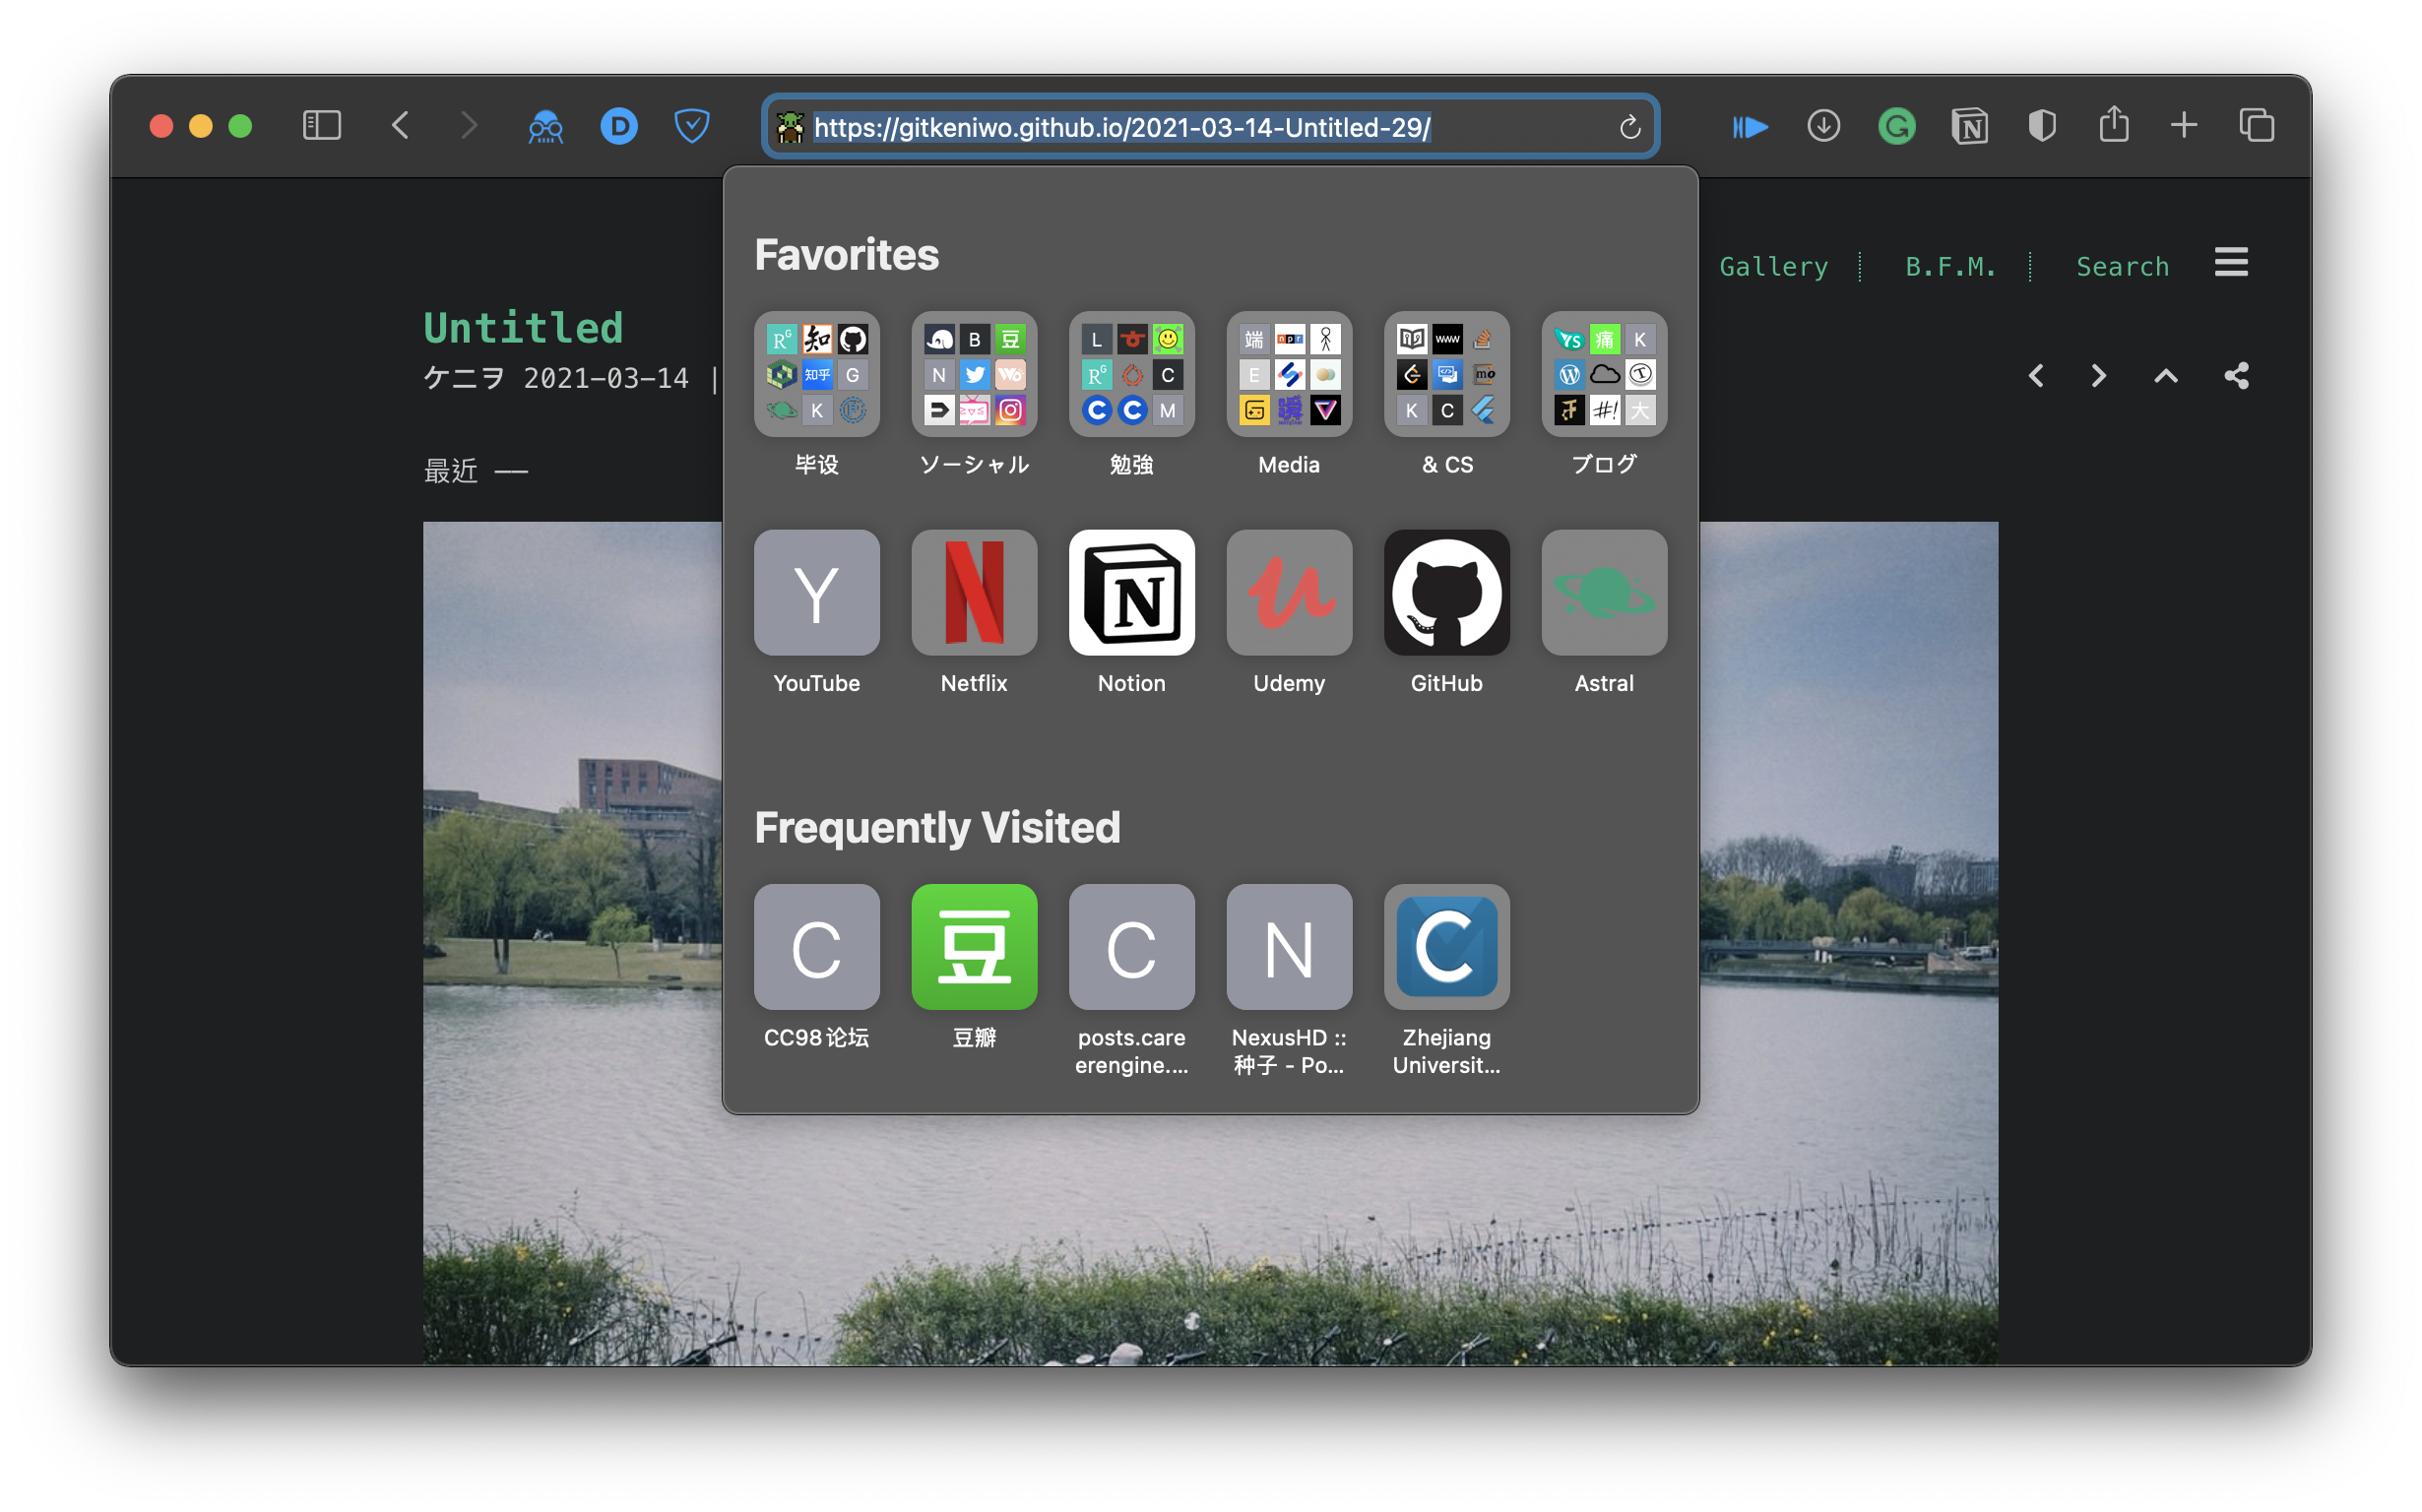 https://gitkeniwo.github.io/2021-03-14-Untitled-29/
Gallery
B.F.M.
Search
Untitled
ケニヲ 2021-03-14 |
最近 ——
Favorites
毕设
ソーシャル
勉強
Media
& CS
ブログ
Y
N
N
u
YouTube
Netflix
Notion
Udemy
GitHub
Astral
Frequently Visited
C
豆
C
N
C
CC98论坛
豆瓣
posts.care
erengine....
NexusHD ::
种子 - Po...
Zhejiang
Universit...